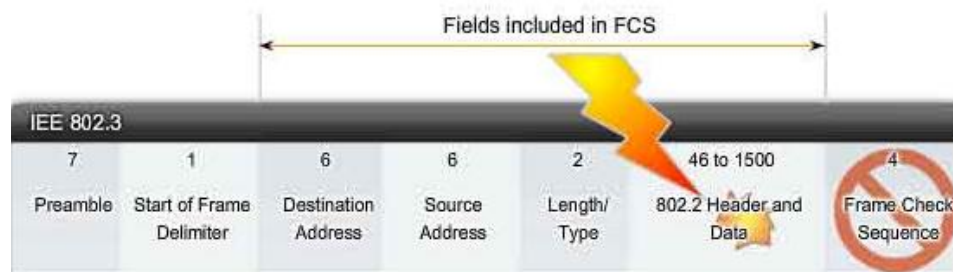 Fields included in FCS
IEE 802.3
7 1 6 6 2 46 to 1500 4
Preamble Start of Frame Destination Source Length/ 802.2 Header and Frame Check
Delimiter Address Address Type Data Sequence